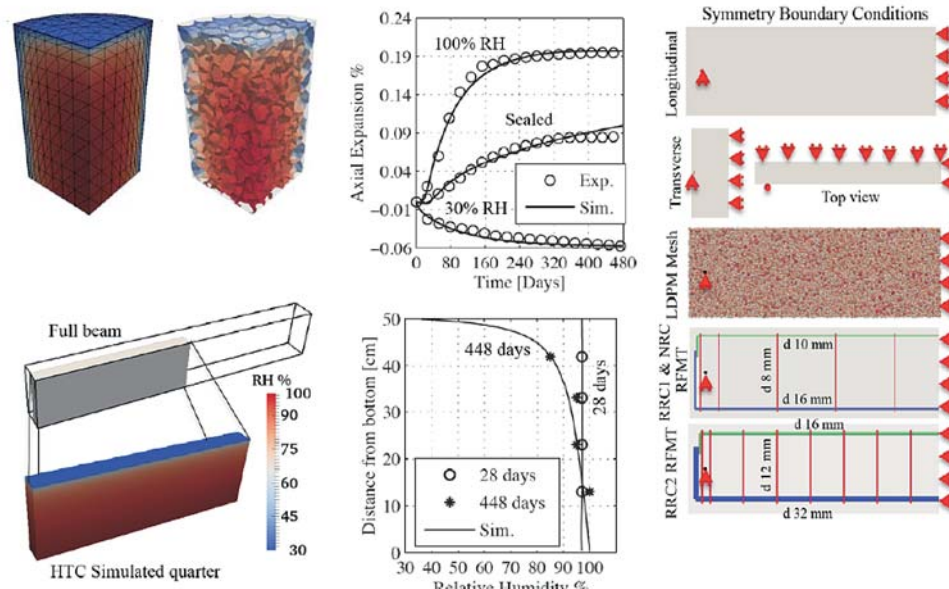 Axial Expansion %
0.24
0.19
0.14
0.09
0.04
−0.01
−0.06
100% RH
Sealed
30% RH
Exp.
Sim.
0 80 160 240 320 400 480
Time [Days]
Symmetry Boundary Conditions
Longitudinal
Transverse
Top view
LDPM Mesh
RRC1 & NRC
RFMT
d 10 mm
d 8 mm
d 16 mm
RRC2 RFMT
d 16 mm
d 12 mm
d 32 mm
Full beam
RH %
100
90
75
60
45
30
HTC Simulated quarter
Distance from bottom [cm]
50
40
30
20
10
0
448 days
28 days
28 days
448 days
Sim.
30 40 50 60 70 80 90 100
Relative Humidity %